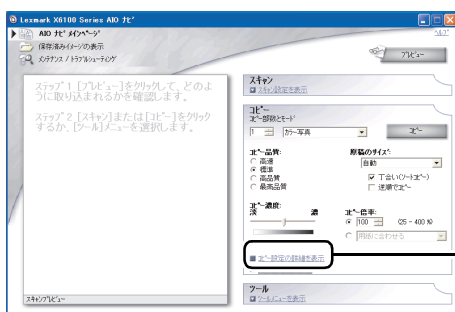 Lexmark X6100 Series AIO ナビ
AIO ナビ メインページ
ヘルプ
保存済みイメージの表示
メンテナンス / トラブルシューティング
プレビュー
ステップ 1 [プレビュー]をクリックして、どのように取り込まれるかを確認します。
ステップ 2 [スキャン]または[コピー]をクリックするか、[ツール]メニューを選択します。
スキャン
スキャン設定を表示
コピー
コピー部数とモード
1
カラー写真
コピー
コピー品質:
高速
標準
高品質
最高品質
原稿のサイズ:
自動
丁合い(ソートコピー)
逆順でコピー
コピー濃度:
淡 濃
コピー倍率:
100 (25 - 400 %)
用紙に合わせる
コピー設定の詳細を表示
ツール
ツールメニューを表示
スキャンプレビュー